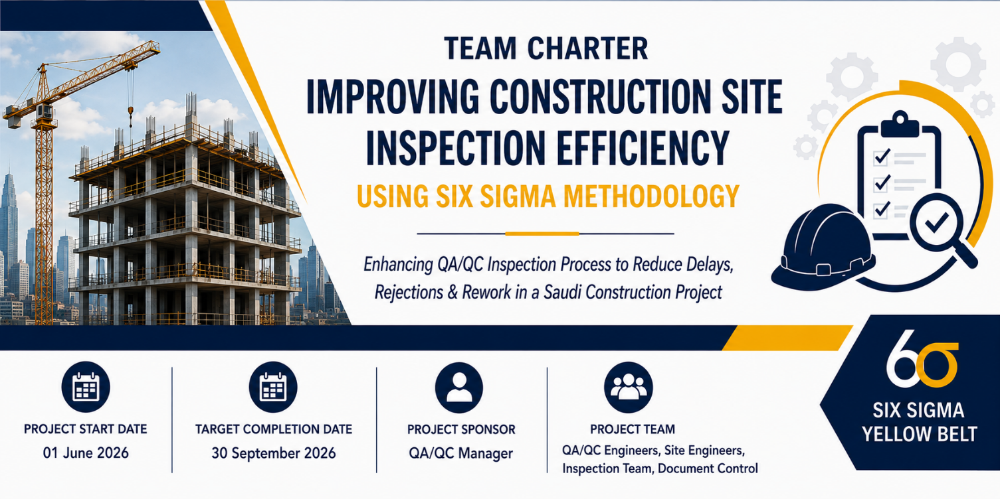 TEAM CHARTER
IMPROVING CONSTRUCTION SITE
INSPECTION EFFICIENCY
USING SIX SIGMA METHODOLOGY
Enhancing QA/QC Inspection Process to Reduce Delays,
Rejections & Rework in a Saudi Construction Project
PROJECT START DATE
01 June 2026
TARGET COMPLETION DATE
30 September 2026
PROJECT SPONSOR
QA/QC Manager
PROJECT TEAM
QA/QC Engineers, Site Engineers,
Inspection Team, Document Control
6σ
SIX SIGMA
YELLOW BELT